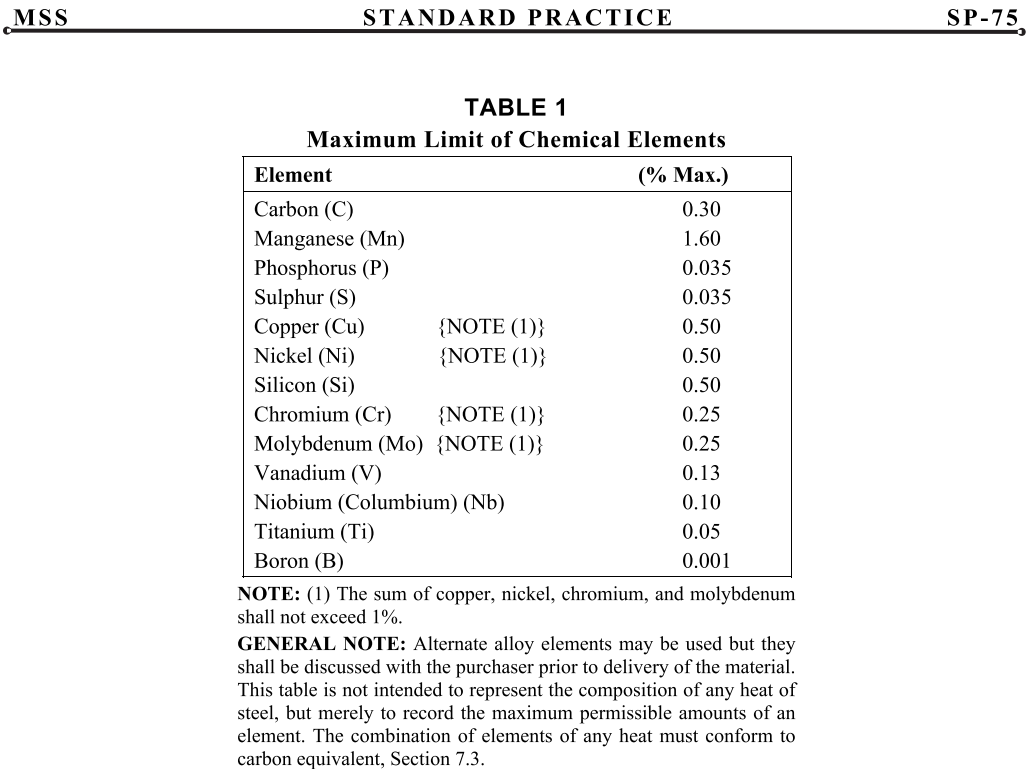 MSS STANDARD PRACTICE SP-75
TABLE 1
Maximum Limit of Chemical Elements
Element (% Max.)
Carbon (C) 0.30
Manganese (Mn) 1.60
Phosphorus (P) 0.035
Sulphur (S) 0.035
Copper (Cu) {NOTE (1)} 0.50
Nickel (Ni) {NOTE (1)} 0.50
Silicon (Si) 0.50
Chromium (Cr) {NOTE (1)} 0.25
Molybdenum (Mo) {NOTE (1)} 0.25
Vanadium (V) 0.13
Niobium (Columbium) (Nb) 0.10
Titanium (Ti) 0.05
Boron (B) 0.001
NOTE: (1) The sum of copper, nickel, chromium, and molybdenum
shall not exceed 1%.
GENERAL NOTE: Alternate alloy elements may be used but they
shall be discussed with the purchaser prior to delivery of the material.
This table is not intended to represent the composition of any heat of
steel, but merely to record the maximum permissible amounts of an
element. The combination of elements of any heat must conform to
carbon equivalent, Section 7.3.